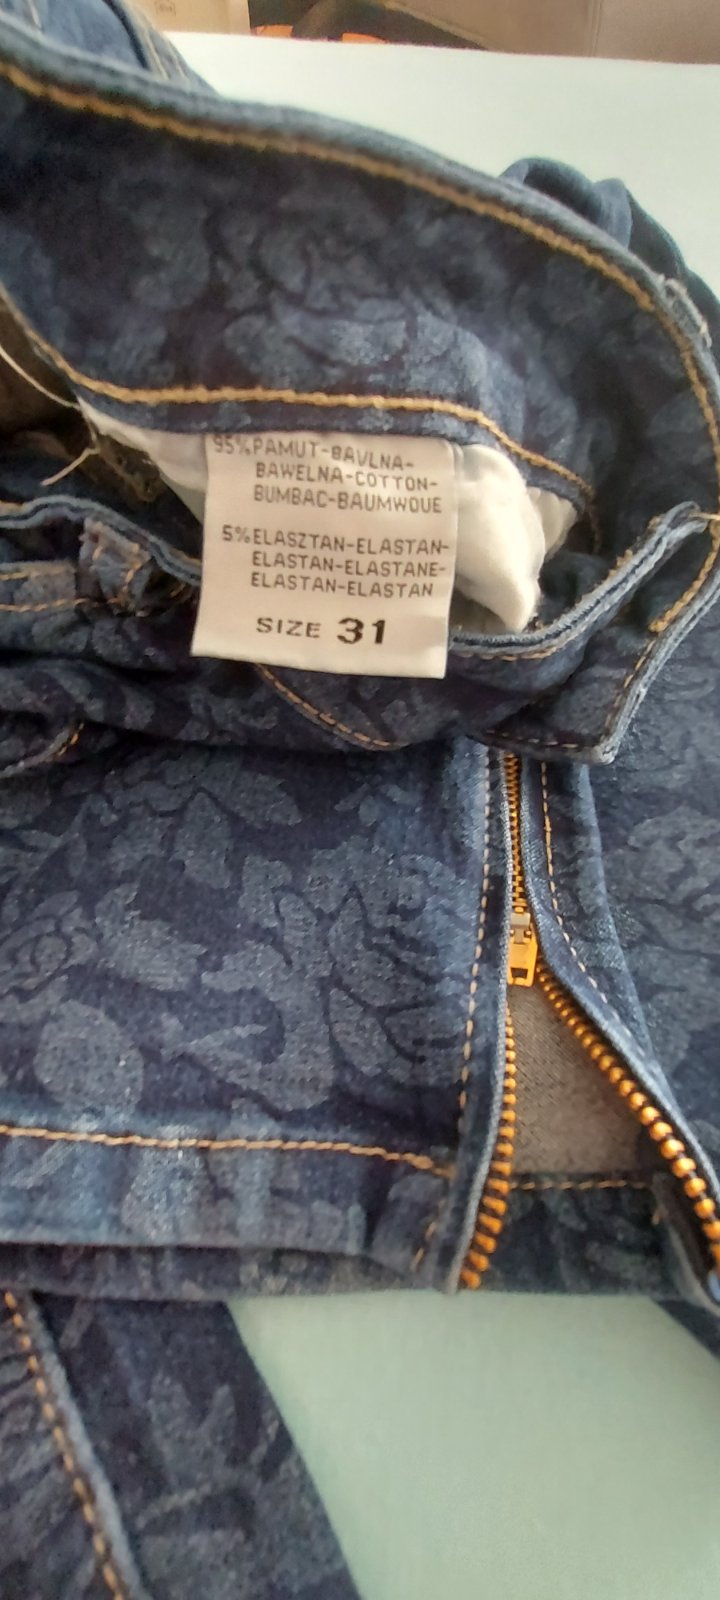 95%PAMUT-BAVLNA-
BAWELNA-COTTON-
BUMBAC-BAUMWOUE
5%ELASZTAN-ELASTAN-
ELASTAN-ELASTANE-
ELASTAN-ELASTAN
SIZE 31